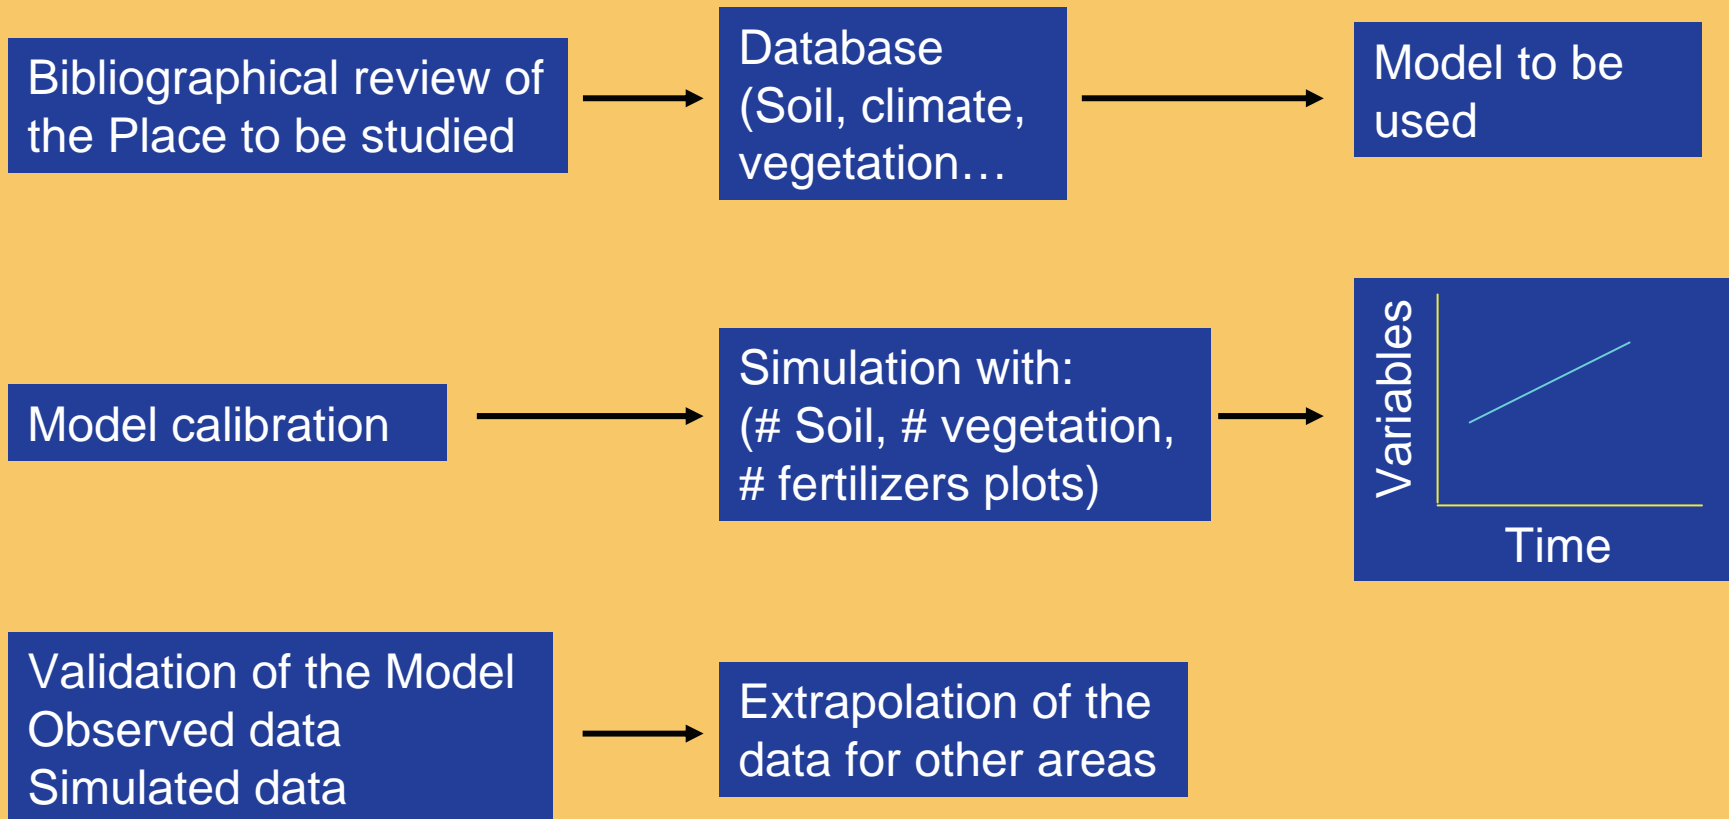 Bibliographical review of
the Place to be studied
Database
(Soil, climate,
vegetation…
Model to be
used
Model calibration
Simulation with:
(# Soil, # vegetation,
# fertilizers plots)
Variables
Time
Validation of the Model
Observed data
Simulated data
Extrapolation of the
data for other areas